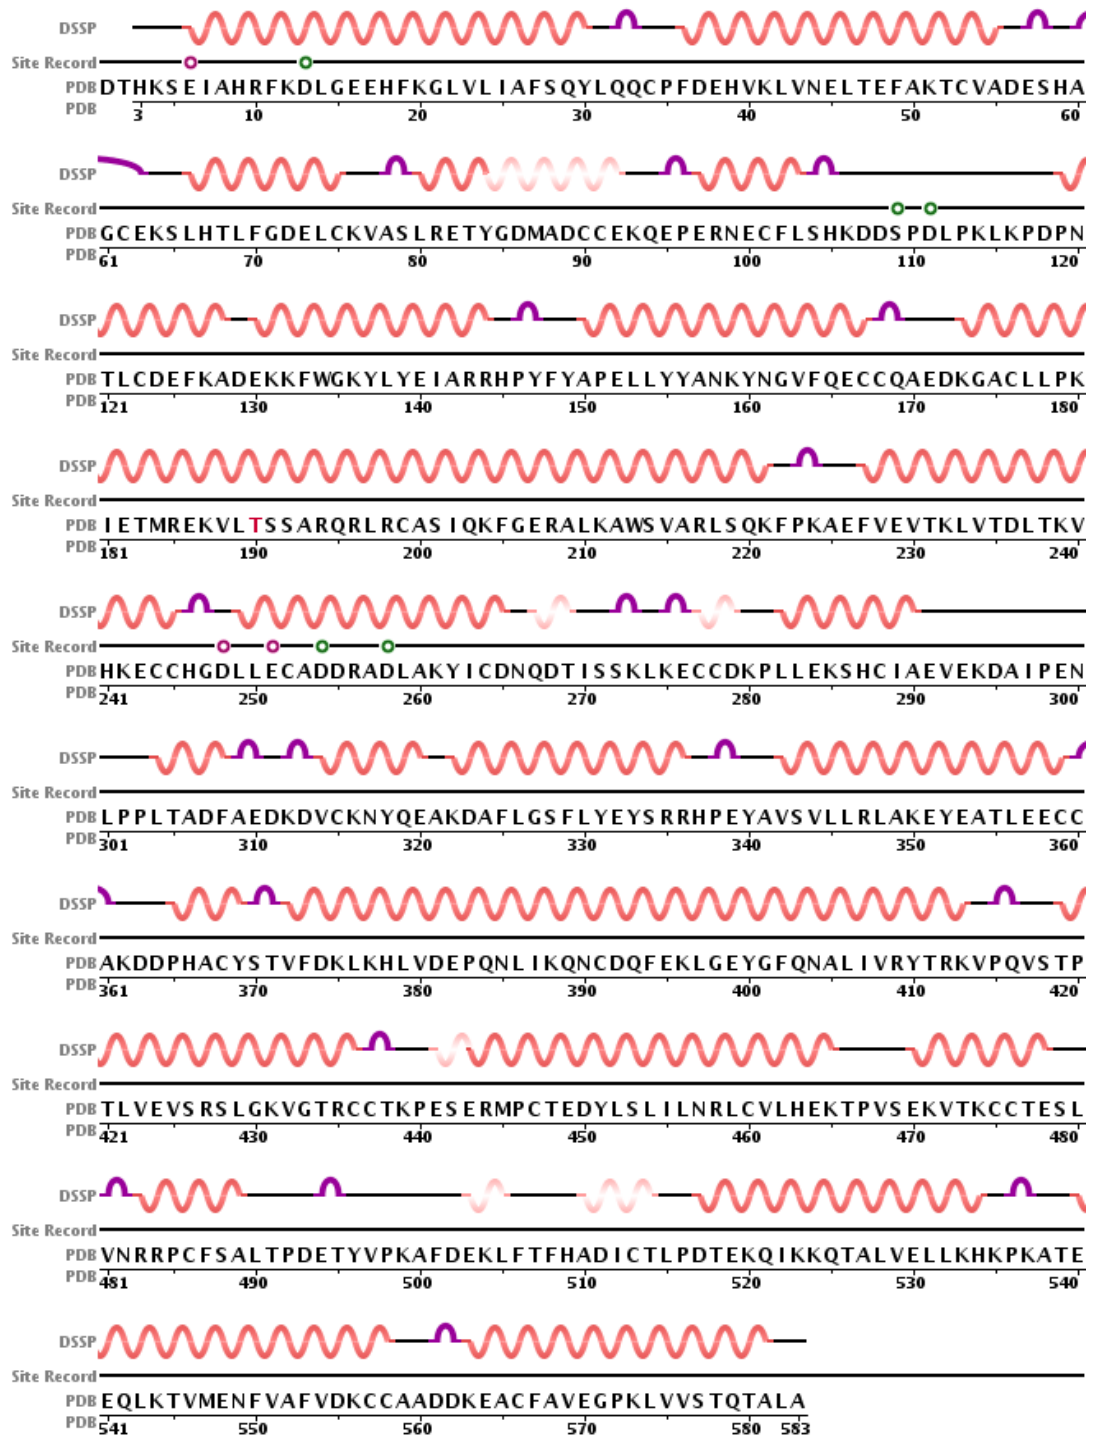 DSSP
Site Record
PDB DTHKSEIAHRFKDLGEEHFKGLVLIAFSQYLQQCPFDEHVKLVNELTEFAKTCVADESHA
PDB 3 10 20 30 40 50 60
DSSP
Site Record
PDB GCEKSLHTLFGDELCKVASLRETYGDMADCCEKQEPERNECFLSHKDDSPDLPKLKPDPN
PDB 61 70 80 90 100 110 120
DSSP
Site Record
PDB TLCDEFKADEKKFWGKYLYEIARRHPYFYAPELLYYANKYNGVFQECCQAEDKGACLLPK
PDB 121 130 140 150 160 170 180
DSSP
Site Record
PDB IETMREKVLTSSARQRLRCASIQKFGERALKAWSVARLSQKFPKAEFVEVTKLVTDLTKV
PDB 181 190 200 210 220 230 240
DSSP
Site Record
PDB HKECCHGDLLECADDRADLAKYICDNQDTISSKLKECCDKPLLEKSHCIAEVEKDAIPEN
PDB 241 250 260 270 280 290 300
DSSP
Site Record
PDB LPPLTADFAEDKDVCKNYQEAKDAFLGSFLYEYSRRHPEYAVSVLLRLAKEYEATLEECC
PDB 301 310 320 330 340 350 360
DSSP
Site Record
PDB AKDDPHACYSTVFDKLKHLVDEPQNLIKQNCDQFEKLGEYGFQNALIVRYTRKVPQVSTP
PDB 361 370 380 390 400 410 420
DSSP
Site Record
PDB TLVEVSRSLGKVGTRCCTKPESERMPCTEDYLSLILNRLCVLHEKTPVSEKVTKCCTESL
PDB 421 430 440 450 460 470 480
DSSP
Site Record
PDB VNRRPCFSALTPDETYVPKAFDEKLFTFHADICTLPDTEKQIKKQTALVELLKHKPKATE
PDB 481 490 500 510 520 530 540
DSSP
Site Record
PDB EQLKTVMENFVAFVDKCCAADDKEACFAVEGPKLVVSTQTALA
PDB 541 550 560 570 580 583